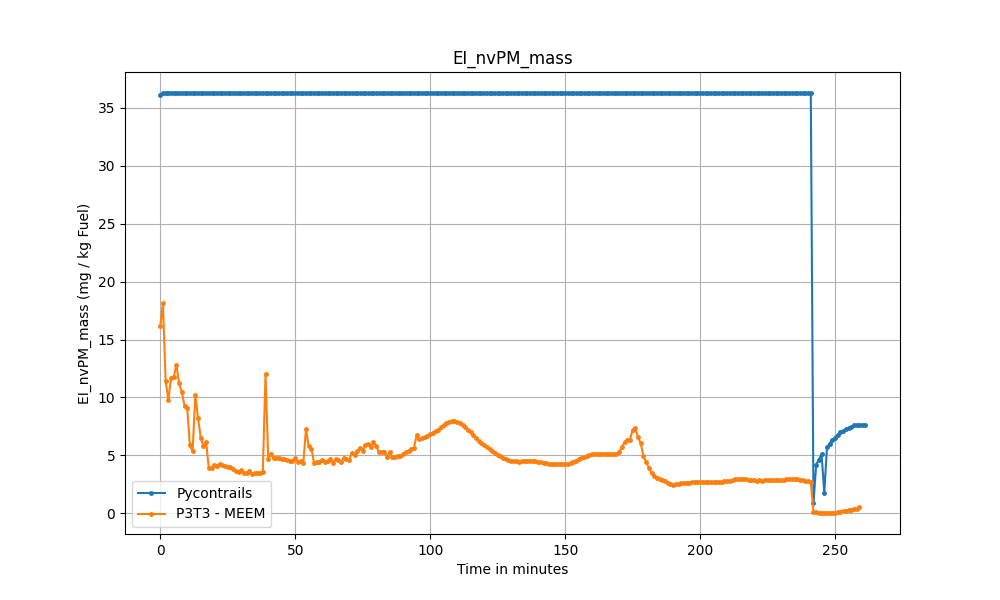 EI_nvPM_mass
EI_nvPM_mass (mg / kg Fuel)
35
30
25
20
15
10
5
0
Pycontrails
P3T3 - MEEM
0 50 100 150 200 250
Time in minutes